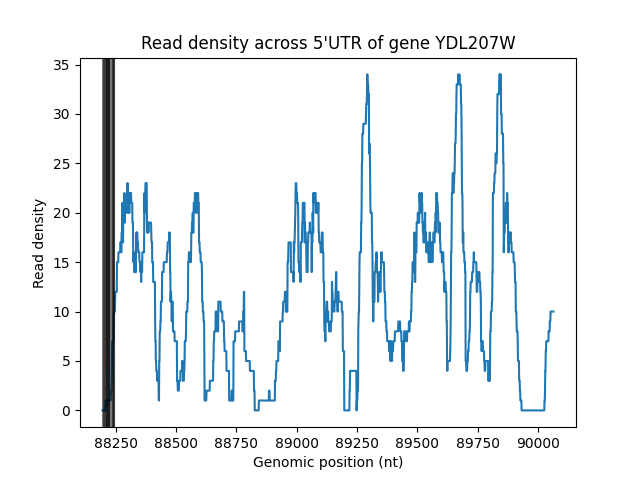 Read density across 5'UTR of gene YDL207W
35
30
25
20
15
10
5
0
Read density
88250 88500 88750 89000 89250 89500 89750 90000
Genomic position (nt)